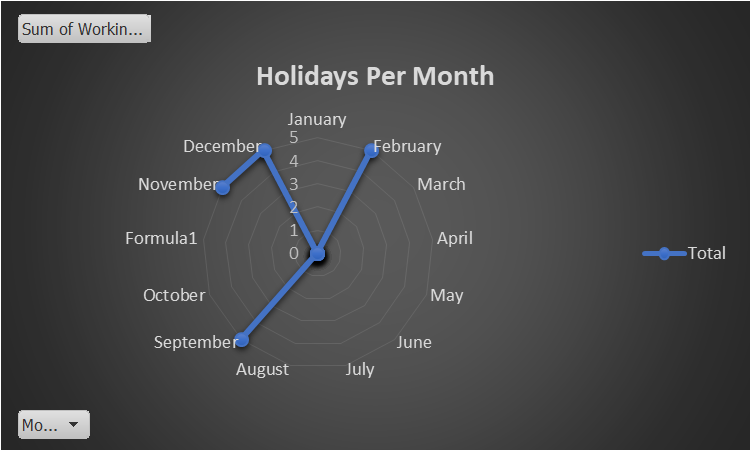 Sum of Workin...
Holidays Per Month
January
5
December
February
4
November
3
March
2
Formula1
1
April
0
Total
October
May
September
June
August
July
Mo...